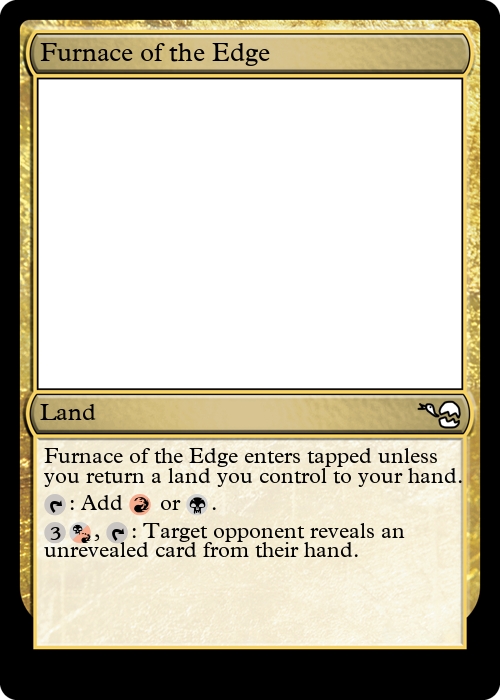 Furnace of the Edge
Land
Furnace of the Edge enters tapped unless
you return a land you control to your hand.
: Add or .
3 , : Target opponent reveals an
unrevealed card from their hand.